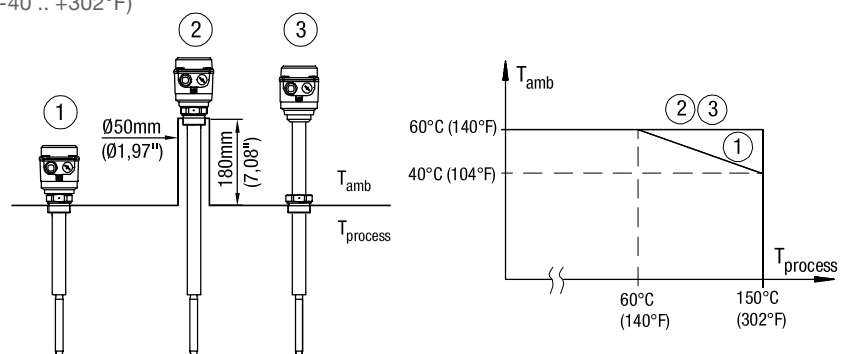 -40 .. +302°F)
1
2
3
Ø50mm
(Ø1,97")
180mm
(7,08")
T amb
T process
T amb
60°C (140°F)
40°C (104°F)
2 3
1
T process
60°C
(140°F)
150°C
(302°F)